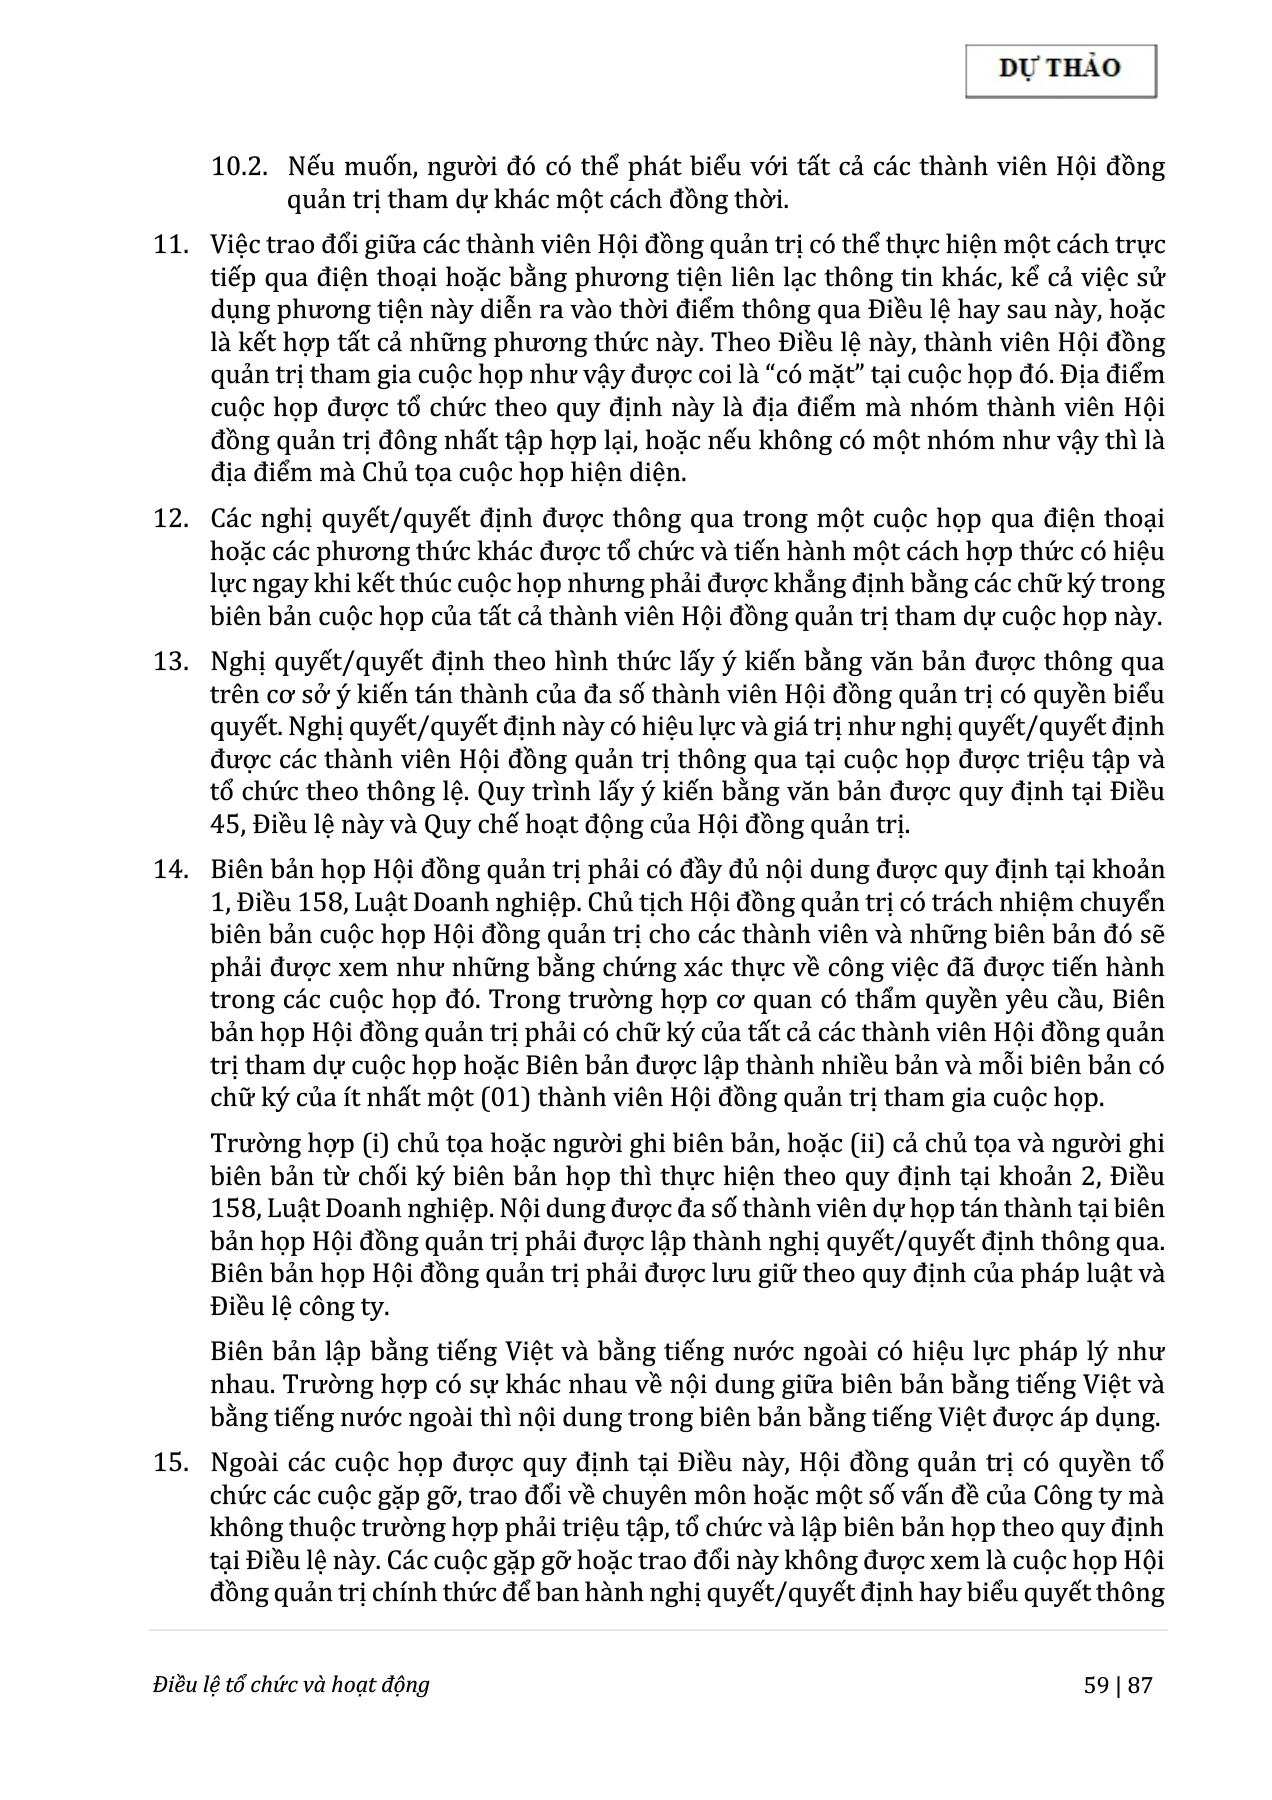 DỰ THẢO
10.2. Nếu muốn, người đó có thể phát biểu với tất cả các thành viên Hội đồng
quản trị tham dự khác một cách đồng thời.
11. Việc trao đổi giữa các thành viên Hội đồng quản trị có thể thực hiện một cách trực
tiếp qua điện thoại hoặc bằng phương tiện liên lạc thông tin khác, kể cả việc sử
dụng phương tiện này diễn ra vào thời điểm thông qua Điều lệ hay sau này, hoặc
là kết hợp tất cả những phương thức này. Theo Điều lệ này, thành viên Hội đồng
quản trị tham gia cuộc họp như vậy được coi là “có mặt” tại cuộc họp đó. Địa điểm
cuộc họp được tổ chức theo quy định này là địa điểm mà nhóm thành viên Hội
đồng quản trị đông nhất tập hợp lại, hoặc nếu không có một nhóm như vậy thì là
địa điểm mà Chủ tọa cuộc họp hiện diện.
12. Các nghị quyết/quyết định được thông qua trong một cuộc họp qua điện thoại
hoặc các phương thức khác được tổ chức và tiến hành một cách hợp thức có hiệu
lực ngay khi kết thúc cuộc họp nhưng phải được khẳng định bằng các chữ ký trong
biên bản cuộc họp của tất cả thành viên Hội đồng quản trị tham dự cuộc họp này.
13. Nghị quyết/quyết định theo hình thức lấy ý kiến bằng văn bản được thông qua
trên cơ sở ý kiến tán thành của đa số thành viên Hội đồng quản trị có quyền biểu
quyết. Nghị quyết/quyết định này có hiệu lực và giá trị như nghị quyết/quyết định
được các thành viên Hội đồng quản trị thông qua tại cuộc họp được triệu tập và
tổ chức theo thông lệ. Quy trình lấy ý kiến bằng văn bản được quy định tại Điều
45, Điều lệ này và Quy chế hoạt động của Hội đồng quản trị.
14. Biên bản họp Hội đồng quản trị phải có đầy đủ nội dung được quy định tại khoản
1, Điều 158, Luật Doanh nghiệp. Chủ tịch Hội đồng quản trị có trách nhiệm chuyển
biên bản cuộc họp Hội đồng quản trị cho các thành viên và những biên bản đó sẽ
phải được xem như những bằng chứng xác thực về công việc đã được tiến hành
trong các cuộc họp đó. Trong trường hợp cơ quan có thẩm quyền yêu cầu, Biên
bản họp Hội đồng quản trị phải có chữ ký của tất cả các thành viên Hội đồng quản
trị tham dự cuộc họp hoặc Biên bản được lập thành nhiều bản và mỗi biên bản có
chữ ký của ít nhất một (01) thành viên Hội đồng quản trị tham gia cuộc họp.
Trường hợp (i) chủ tọa hoặc người ghi biên bản, hoặc (ii) cả chủ tọa và người ghi
biên bản từ chối ký biên bản họp thì thực hiện theo quy định tại khoản 2, Điều
158, Luật Doanh nghiệp. Nội dung được đa số thành viên dự họp tán thành tại biên
bản họp Hội đồng quản trị phải được lập thành nghị quyết/quyết định thông qua.
Biên bản họp Hội đồng quản trị phải được lưu giữ theo quy định của pháp luật và
Điều lệ công ty.
Biên bản lập bằng tiếng Việt và bằng tiếng nước ngoài có hiệu lực pháp lý như
nhau. Trường hợp có sự khác nhau về nội dung giữa biên bản bằng tiếng Việt và
bằng tiếng nước ngoài thì nội dung trong biên bản bằng tiếng Việt được áp dụng.
15. Ngoài các cuộc họp được quy định tại Điều này, Hội đồng quản trị có quyền tổ
chức các cuộc gặp gỡ, trao đổi về chuyên môn hoặc một số vấn đề của Công ty mà
không thuộc trường hợp phải triệu tập, tổ chức và lập biên bản họp theo quy định
tại Điều lệ này. Các cuộc gặp gỡ hoặc trao đổi này không được xem là cuộc họp Hội
đồng quản trị chính thức để ban hành nghị quyết/quyết định hay biểu quyết thông
Điều lệ tổ chức và hoạt động 59 | 87